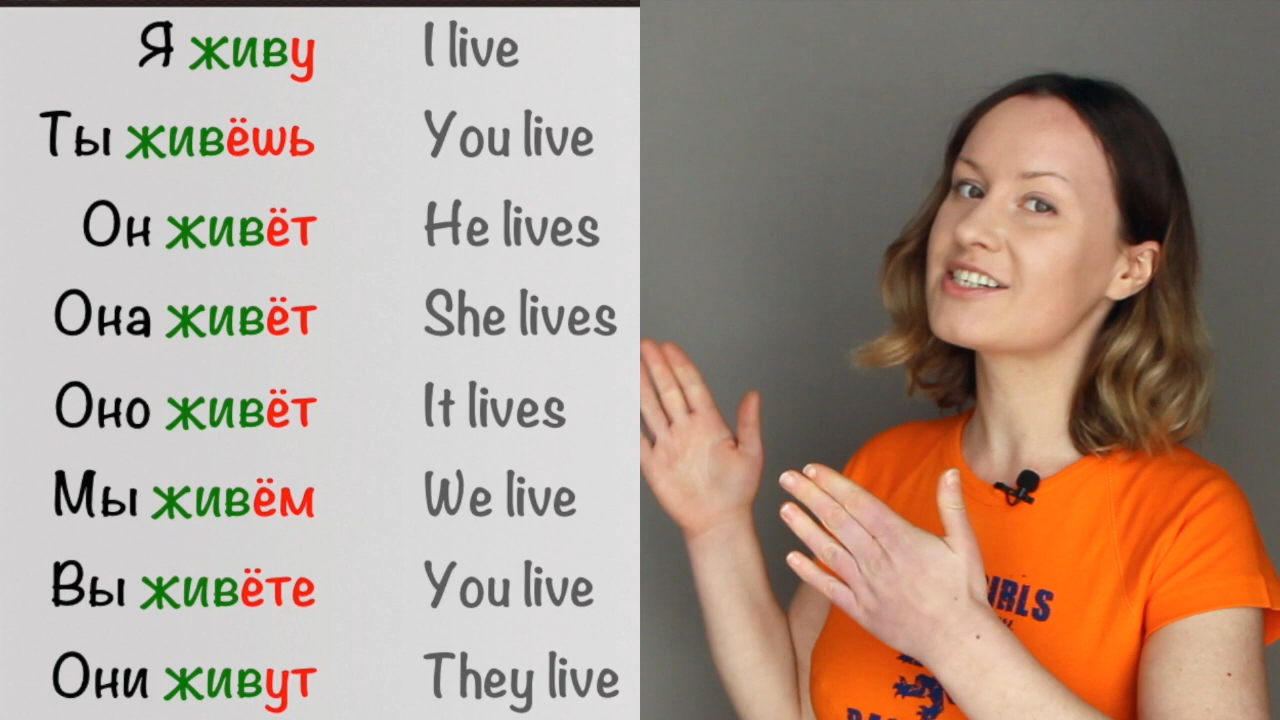 Я живу I live
Ты живёшь You live
Он живёт He lives
Она живёт She lives
Оно живёт It lives
Мы живём We live
Вы живёте You live
Они живут They live